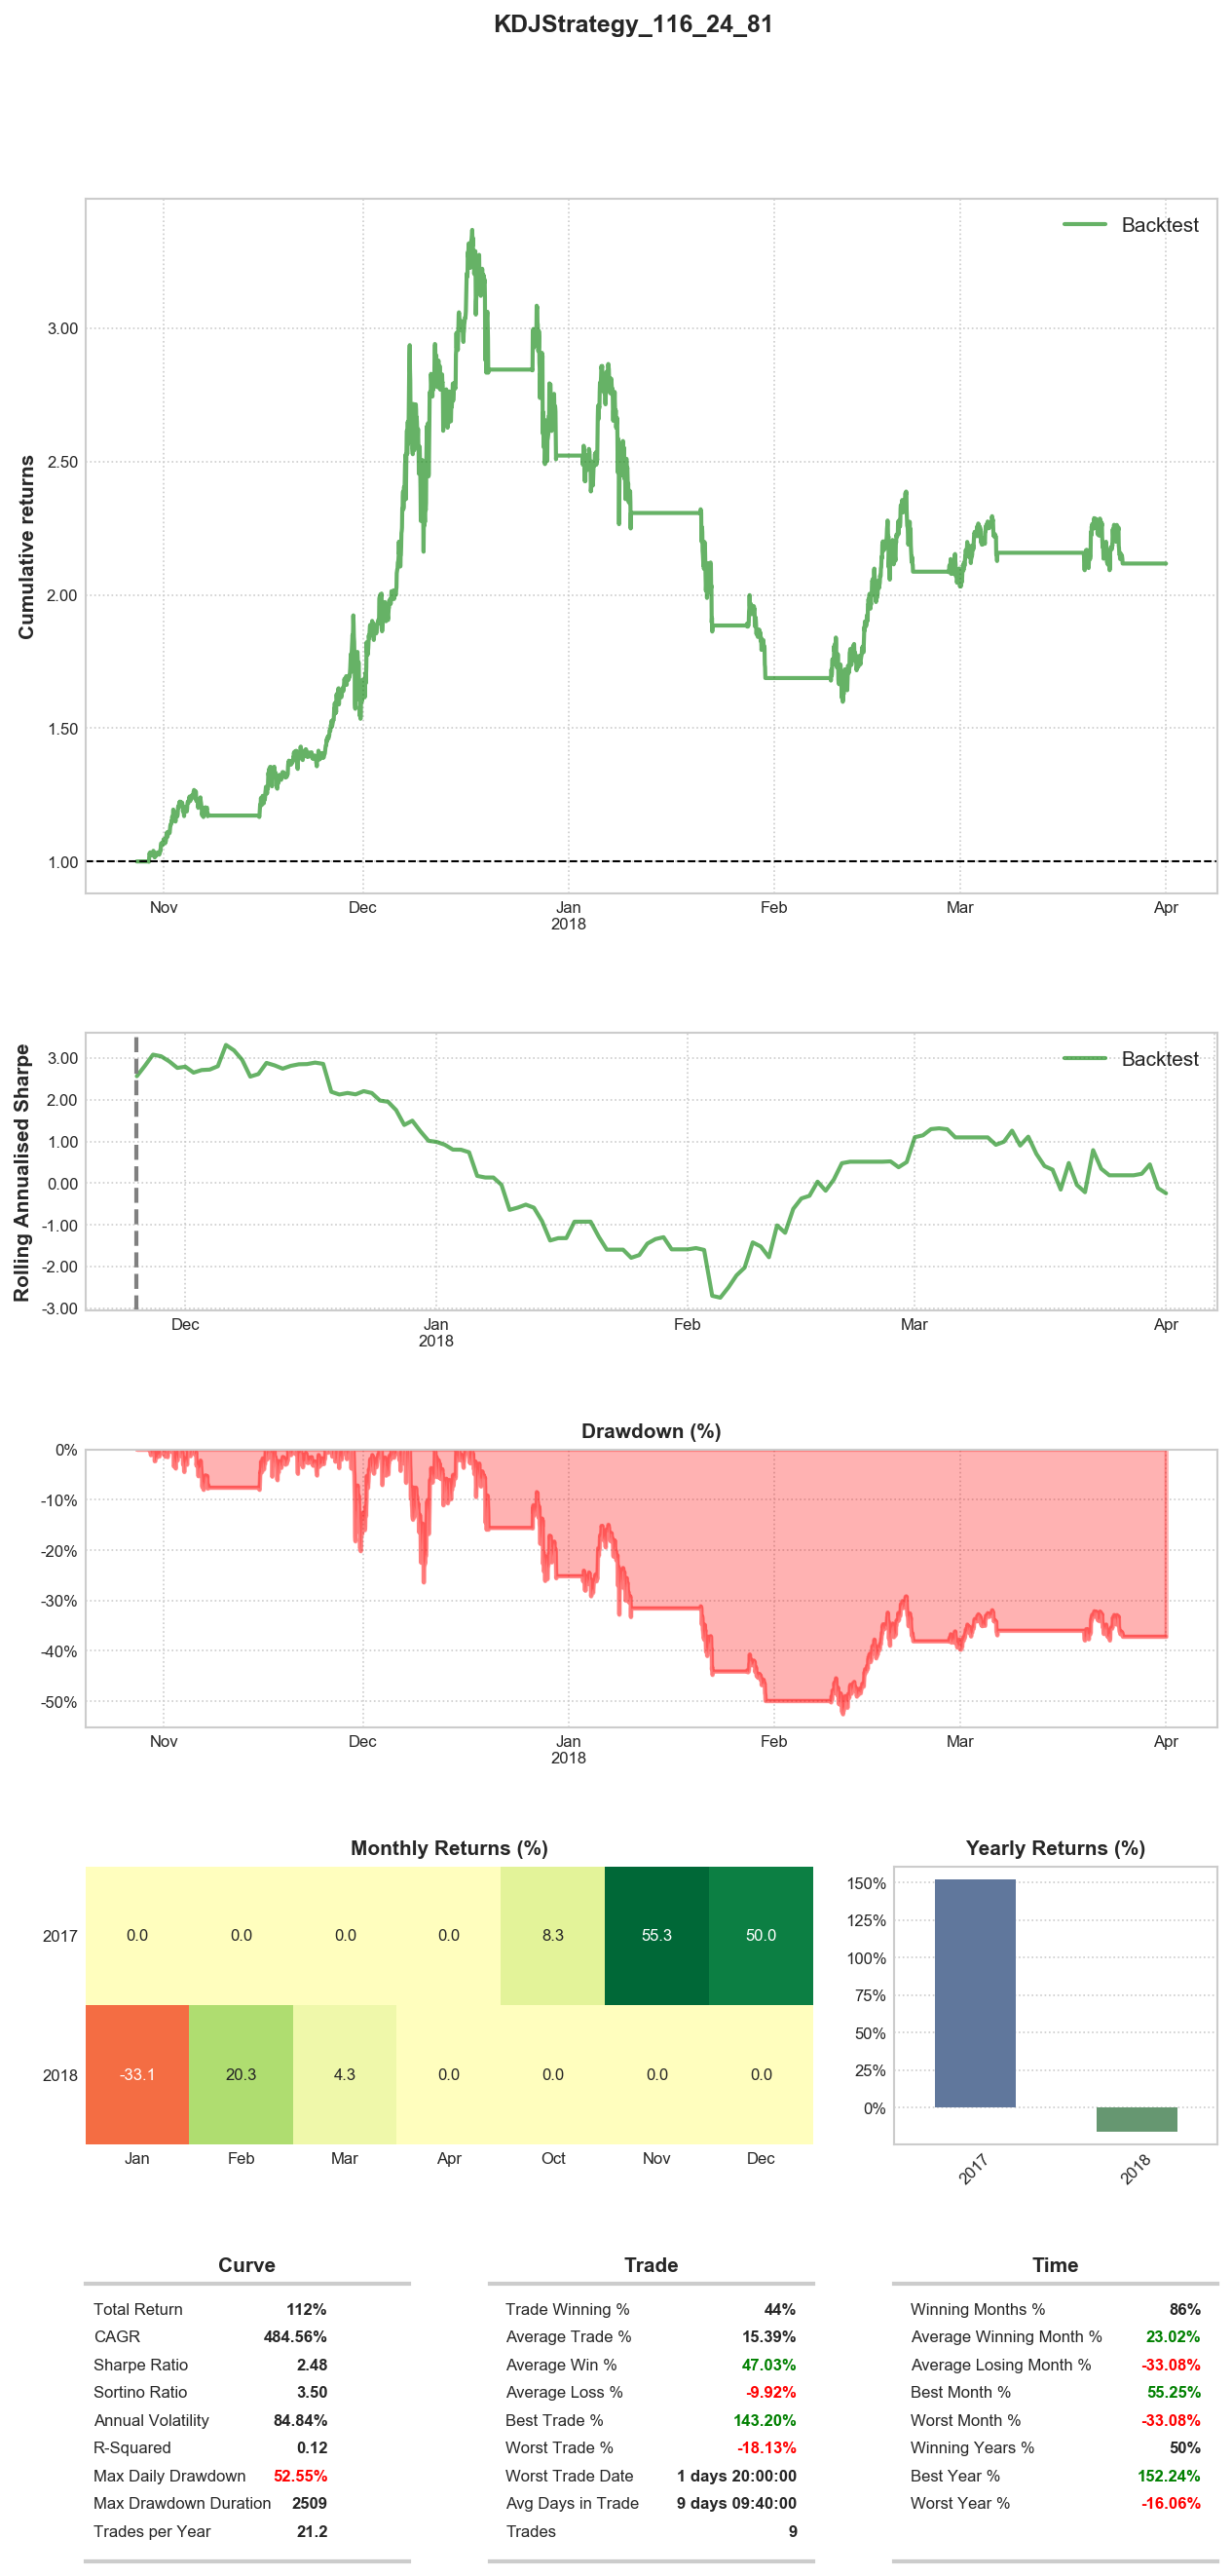 KDJStrategy_116_24_81
Backtest
Cumulative returns
3.00
2.50
2.00
1.50
1.00
Nov Dec Jan Feb Mar Apr
2018
Backtest
Rolling Annualised Sharpe
3.00
2.00
1.00
0.00
-1.00
-2.00
-3.00
Dec Jan Feb Mar Apr
2018
Drawdown (%)
0%
-10%
-20%
-30%
-40%
-50%
Nov Dec Jan Feb Mar Apr
2018
Monthly Returns (%)
2017 0.0 0.0 0.0 0.0 8.3 55.3 50.0
2018 -33.1 20.3 4.3 0.0 0.0 0.0 0.0
Jan Feb Mar Apr Oct Nov Dec
Yearly Returns (%)
150%
125%
100%
75%
50%
25%
0%
2017 2018
Curve
Total Return 112%
CAGR 484.56%
Sharpe Ratio 2.48
Sortino Ratio 3.50
Annual Volatility 84.84%
R-Squared 0.12
Max Daily Drawdown 52.55%
Max Drawdown Duration 2509
Trades per Year 21.2
Trade
Trade Winning % 44%
Average Trade % 15.39%
Average Win % 47.03%
Average Loss % -9.92%
Best Trade % 143.20%
Worst Trade % -18.13%
Worst Trade Date 1 days 20:00:00
Avg Days in Trade 9 days 09:40:00
Trades 9
Time
Winning Months % 86%
Average Winning Month % 23.02%
Average Losing Month % -33.08%
Best Month % 55.25%
Worst Month % -33.08%
Winning Years % 50%
Best Year % 152.24%
Worst Year % -16.06%